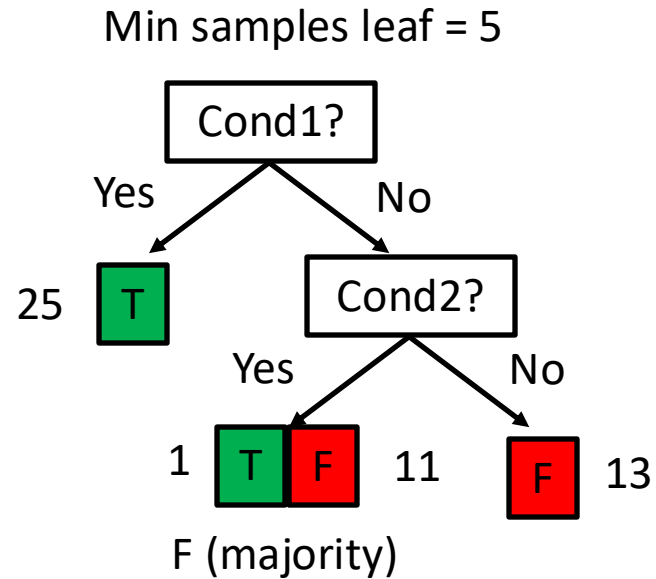 Min samples leaf = 5
Cond1?
Yes
No
25
T
Cond2?
Yes
No
1
T
F
11
F
13
F (majority)